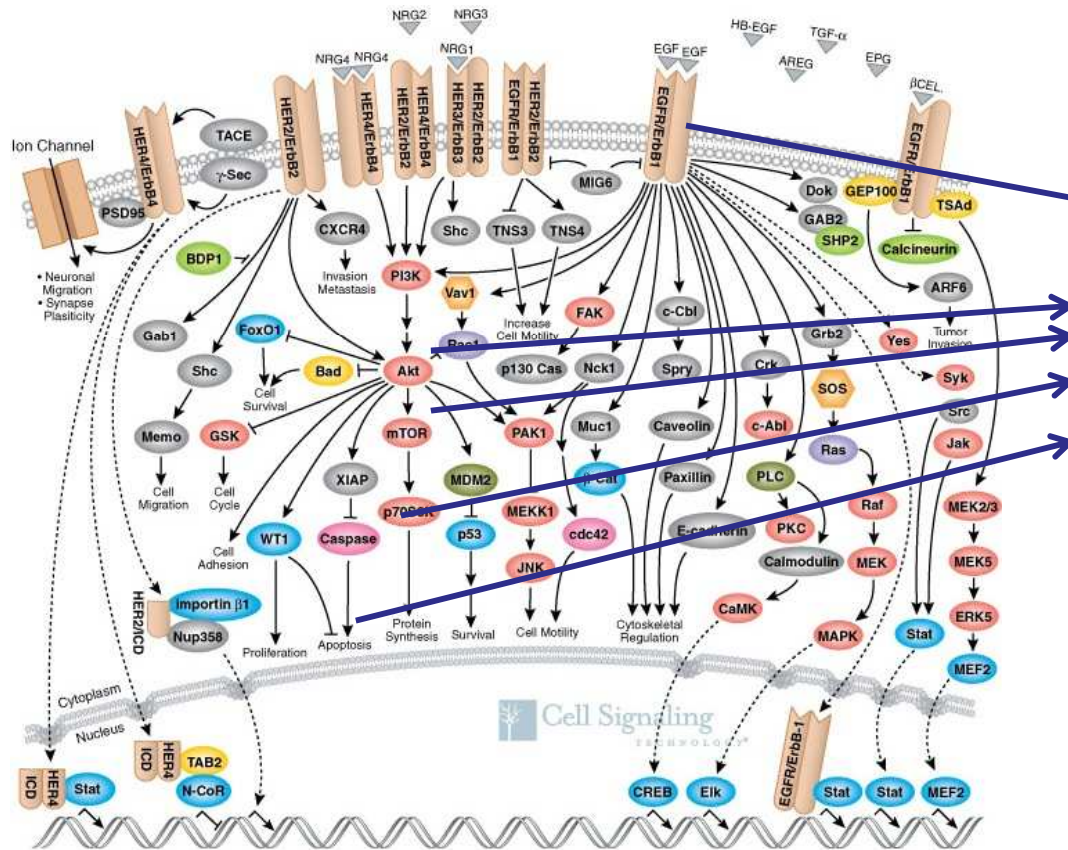 NRG2
NRG3
NRG4 NRG4
NRG1
EGF EGF
HB-EGF
TGF-α
AREG
EPG
βCEL.
HER4/ErbB4
HER2/ErbB2
HER4/ErbB4
HER2/ErbB2
HER4/ErbB4
HER3/ErbB3
HER2/ErbB2
EGFR/ErbB1
HER2/ErbB2
EGFR/ErbB1
EGFR/ErbB1
Ion Channel
TACE
γ-Sec
PSD95
MIG6
Dok
GEP100
TSAd
GAB2
SHP2
Calcineurin
CXCR4
Shc
TNS3
TNS4
• Neuronal
Migration
• Synapse
Plasticity
BDP1
Invasion
Metastasis
PI3K
Vav1
ARF6
Tumor
Invasion
Gab1
FoxO1
Increase
Cell Motility
FAK
c-Cbl
Grb2
Yes
Rac1
Shc
Bad
Akt
p130 Cas
Nck1
Spry
Crk
SOS
Syk
Cell
Survival
Src
Memo
GSK
mTOR
PAK1
Muc1
Caveolin
c-Abl
Ras
Jak
Cell
Migration
Cell
Cycle
XIAP
MDM2
β-Cat
Paxillin
PLC
p70S6K
MEKK1
Raf
MEK2/3
WT1
Caspase
p53
cdc42
E-cadherin
PKC
Cell
Adhesion
JNK
Calmodulin
MEK
MEK5
HER2/ICD
Importin β1
Nup358
CaMK
ERK5
Proliferation
Apoptosis
Protein
Synthesis
Survival
Cell Motility
Cytoskeletal
Regulation
MAPK
Stat
MEF2
Cytoplasm
Nucleus
Cell Signaling
TECHNOLOGY®
ICD
HER4
Stat
ICD
HER4
TAB2
N-CoR
CREB
Elk
EGFR/ErbB-1
Stat
Stat
MEF2